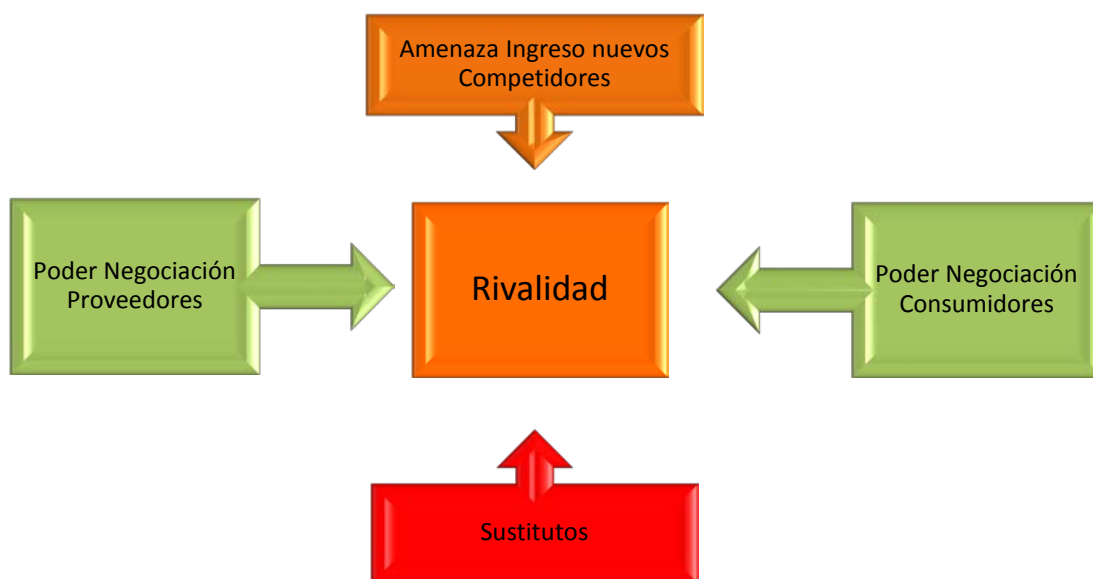 Amenaza Ingreso nuevos
Competidores
Poder Negociación
Proveedores
Rivalidad
Poder Negociación
Consumidores
Sustitutos